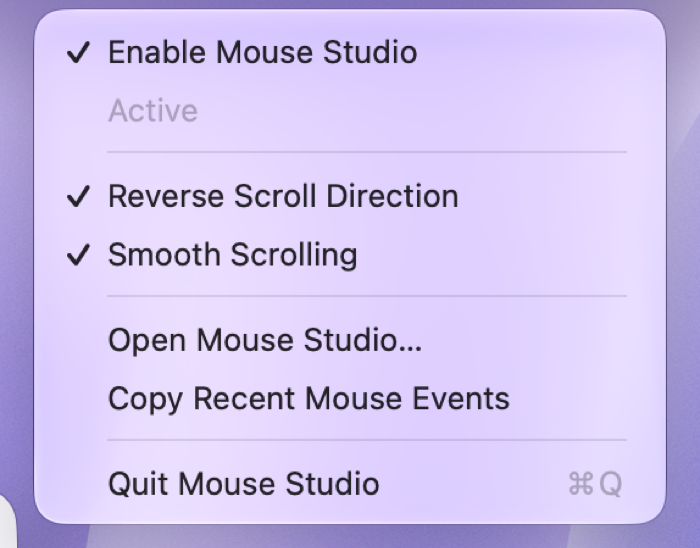 ✓ Enable Mouse Studio
Active
✓ Reverse Scroll Direction
✓ Smooth Scrolling
Open Mouse Studio...
Copy Recent Mouse Events
Quit Mouse Studio ⌘Q